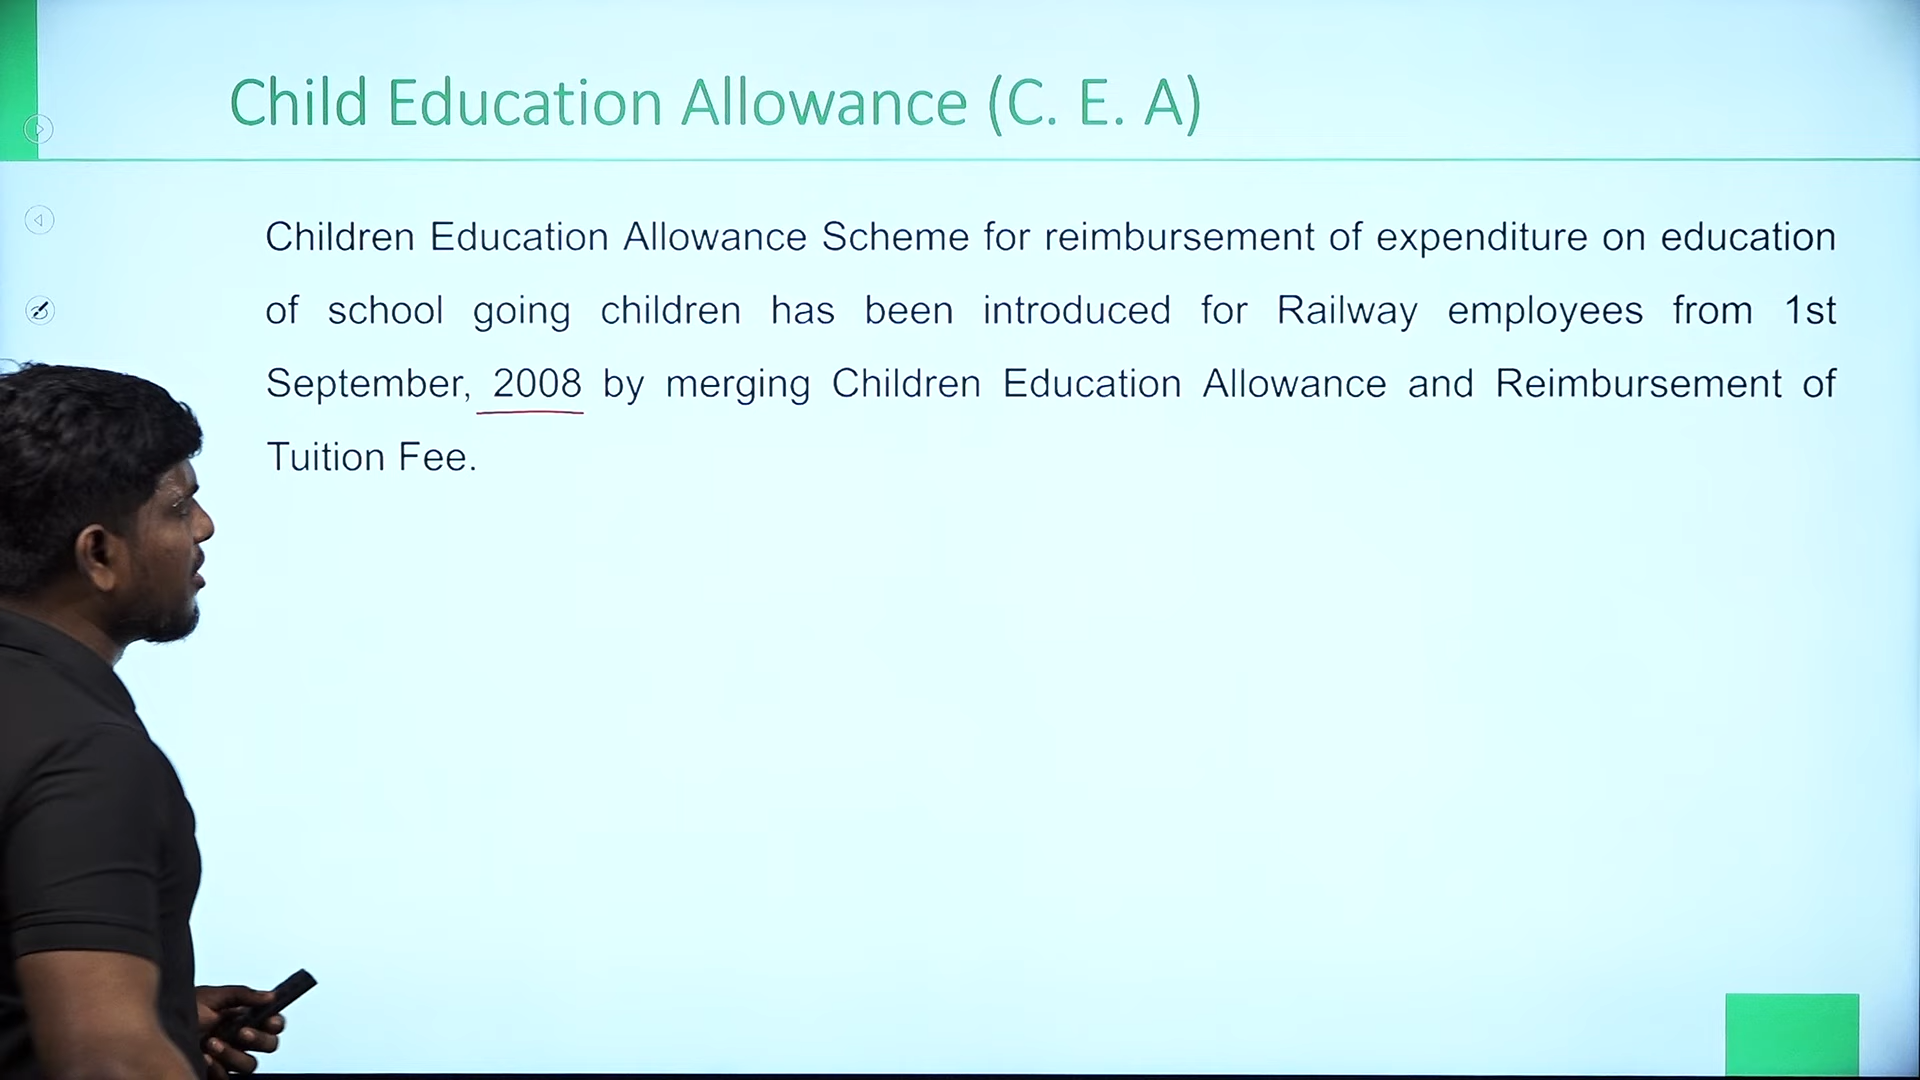 Child Education Allowance (C. E. A)
Children Education Allowance Scheme for reimbursement of expenditure on education
of school going children has been introduced for Railway employees from 1st
September, 2008 by merging Children Education Allowance and Reimbursement of
Tuition Fee.